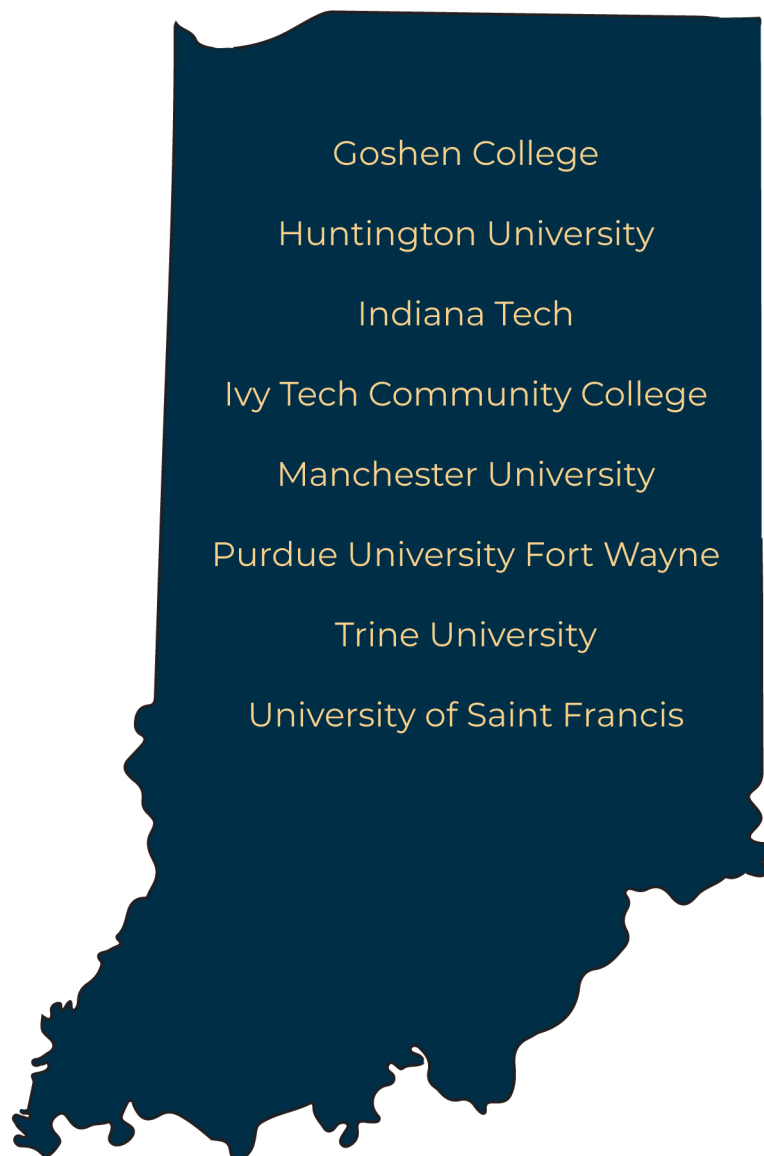 Goshen College
Huntington University
Indiana Tech
Ivy Tech Community College
Manchester University
Purdue University Fort Wayne
Trine University
University of Saint Francis